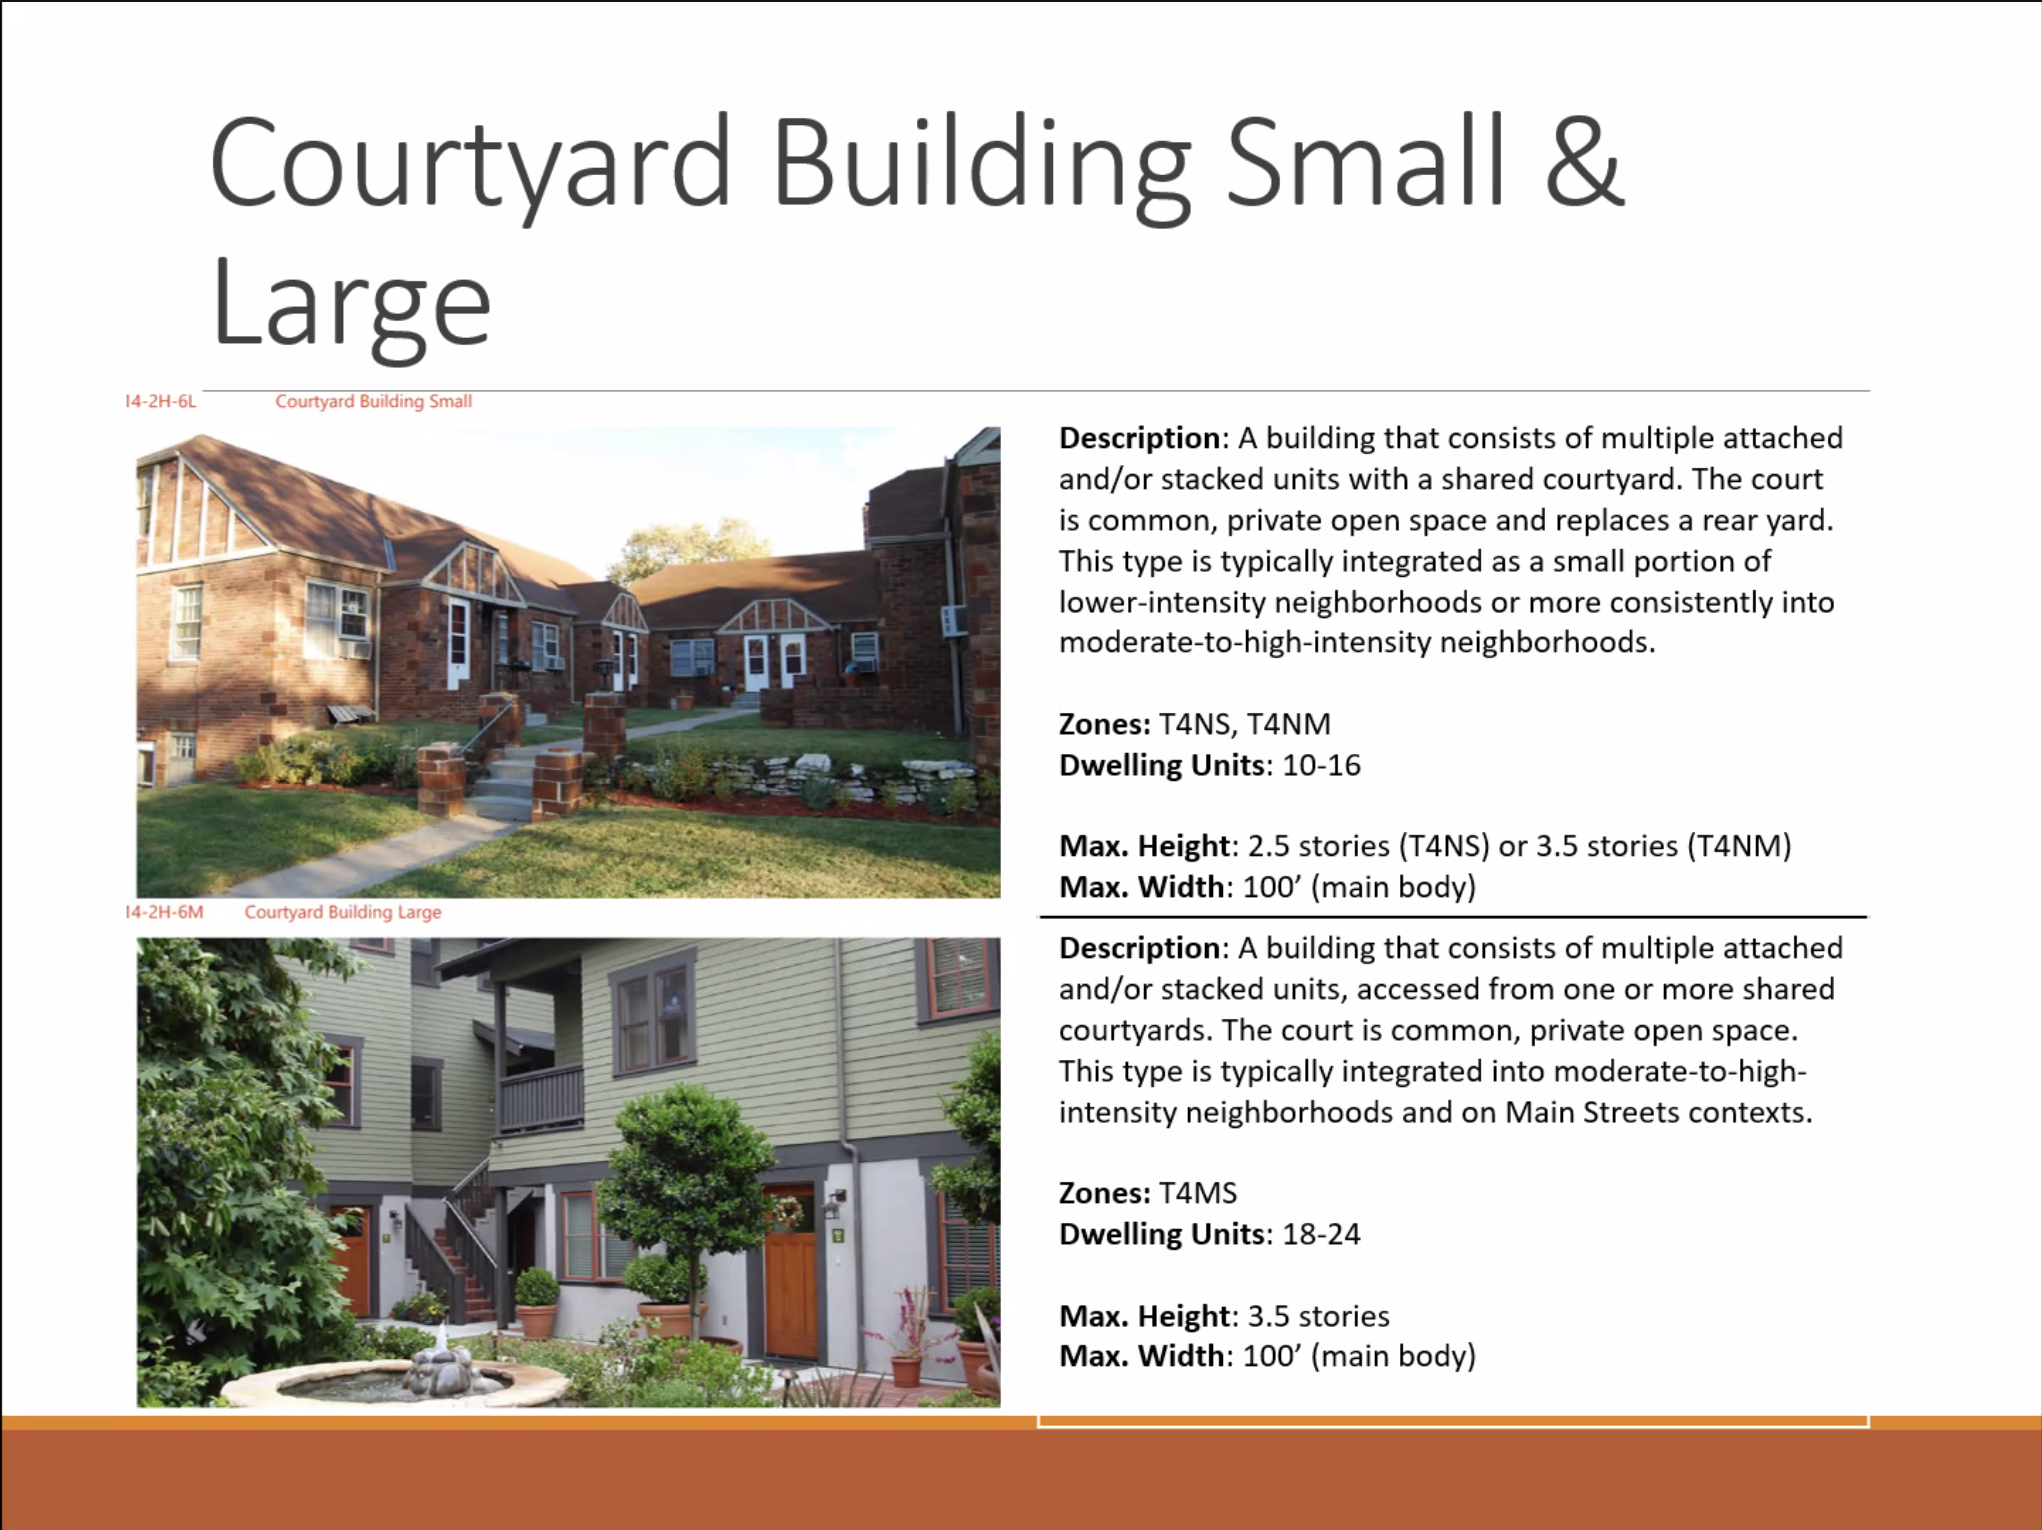 Courtyard Building Small &
Large
14-2H-6L Courtyard Building Small
Description: A building that consists of multiple attached
and/or stacked units with a shared courtyard. The court
is common, private open space and replaces a rear yard.
This type is typically integrated as a small portion of
lower-intensity neighborhoods or more consistently into
moderate-to-high-intensity neighborhoods.
Zones: T4NS, T4NM
Dwelling Units: 10-16
Max. Height: 2.5 stories (T4NS) or 3.5 stories (T4NM)
Max. Width: 100’ (main body)
14-2H-6M Courtyard Building Large
Description: A building that consists of multiple attached
and/or stacked units, accessed from one or more shared
courtyards. The court is common, private open space.
This type is typically integrated into moderate-to-high-
intensity neighborhoods and on Main Streets contexts.
Zones: T4MS
Dwelling Units: 18-24
Max. Height: 3.5 stories
Max. Width: 100’ (main body)